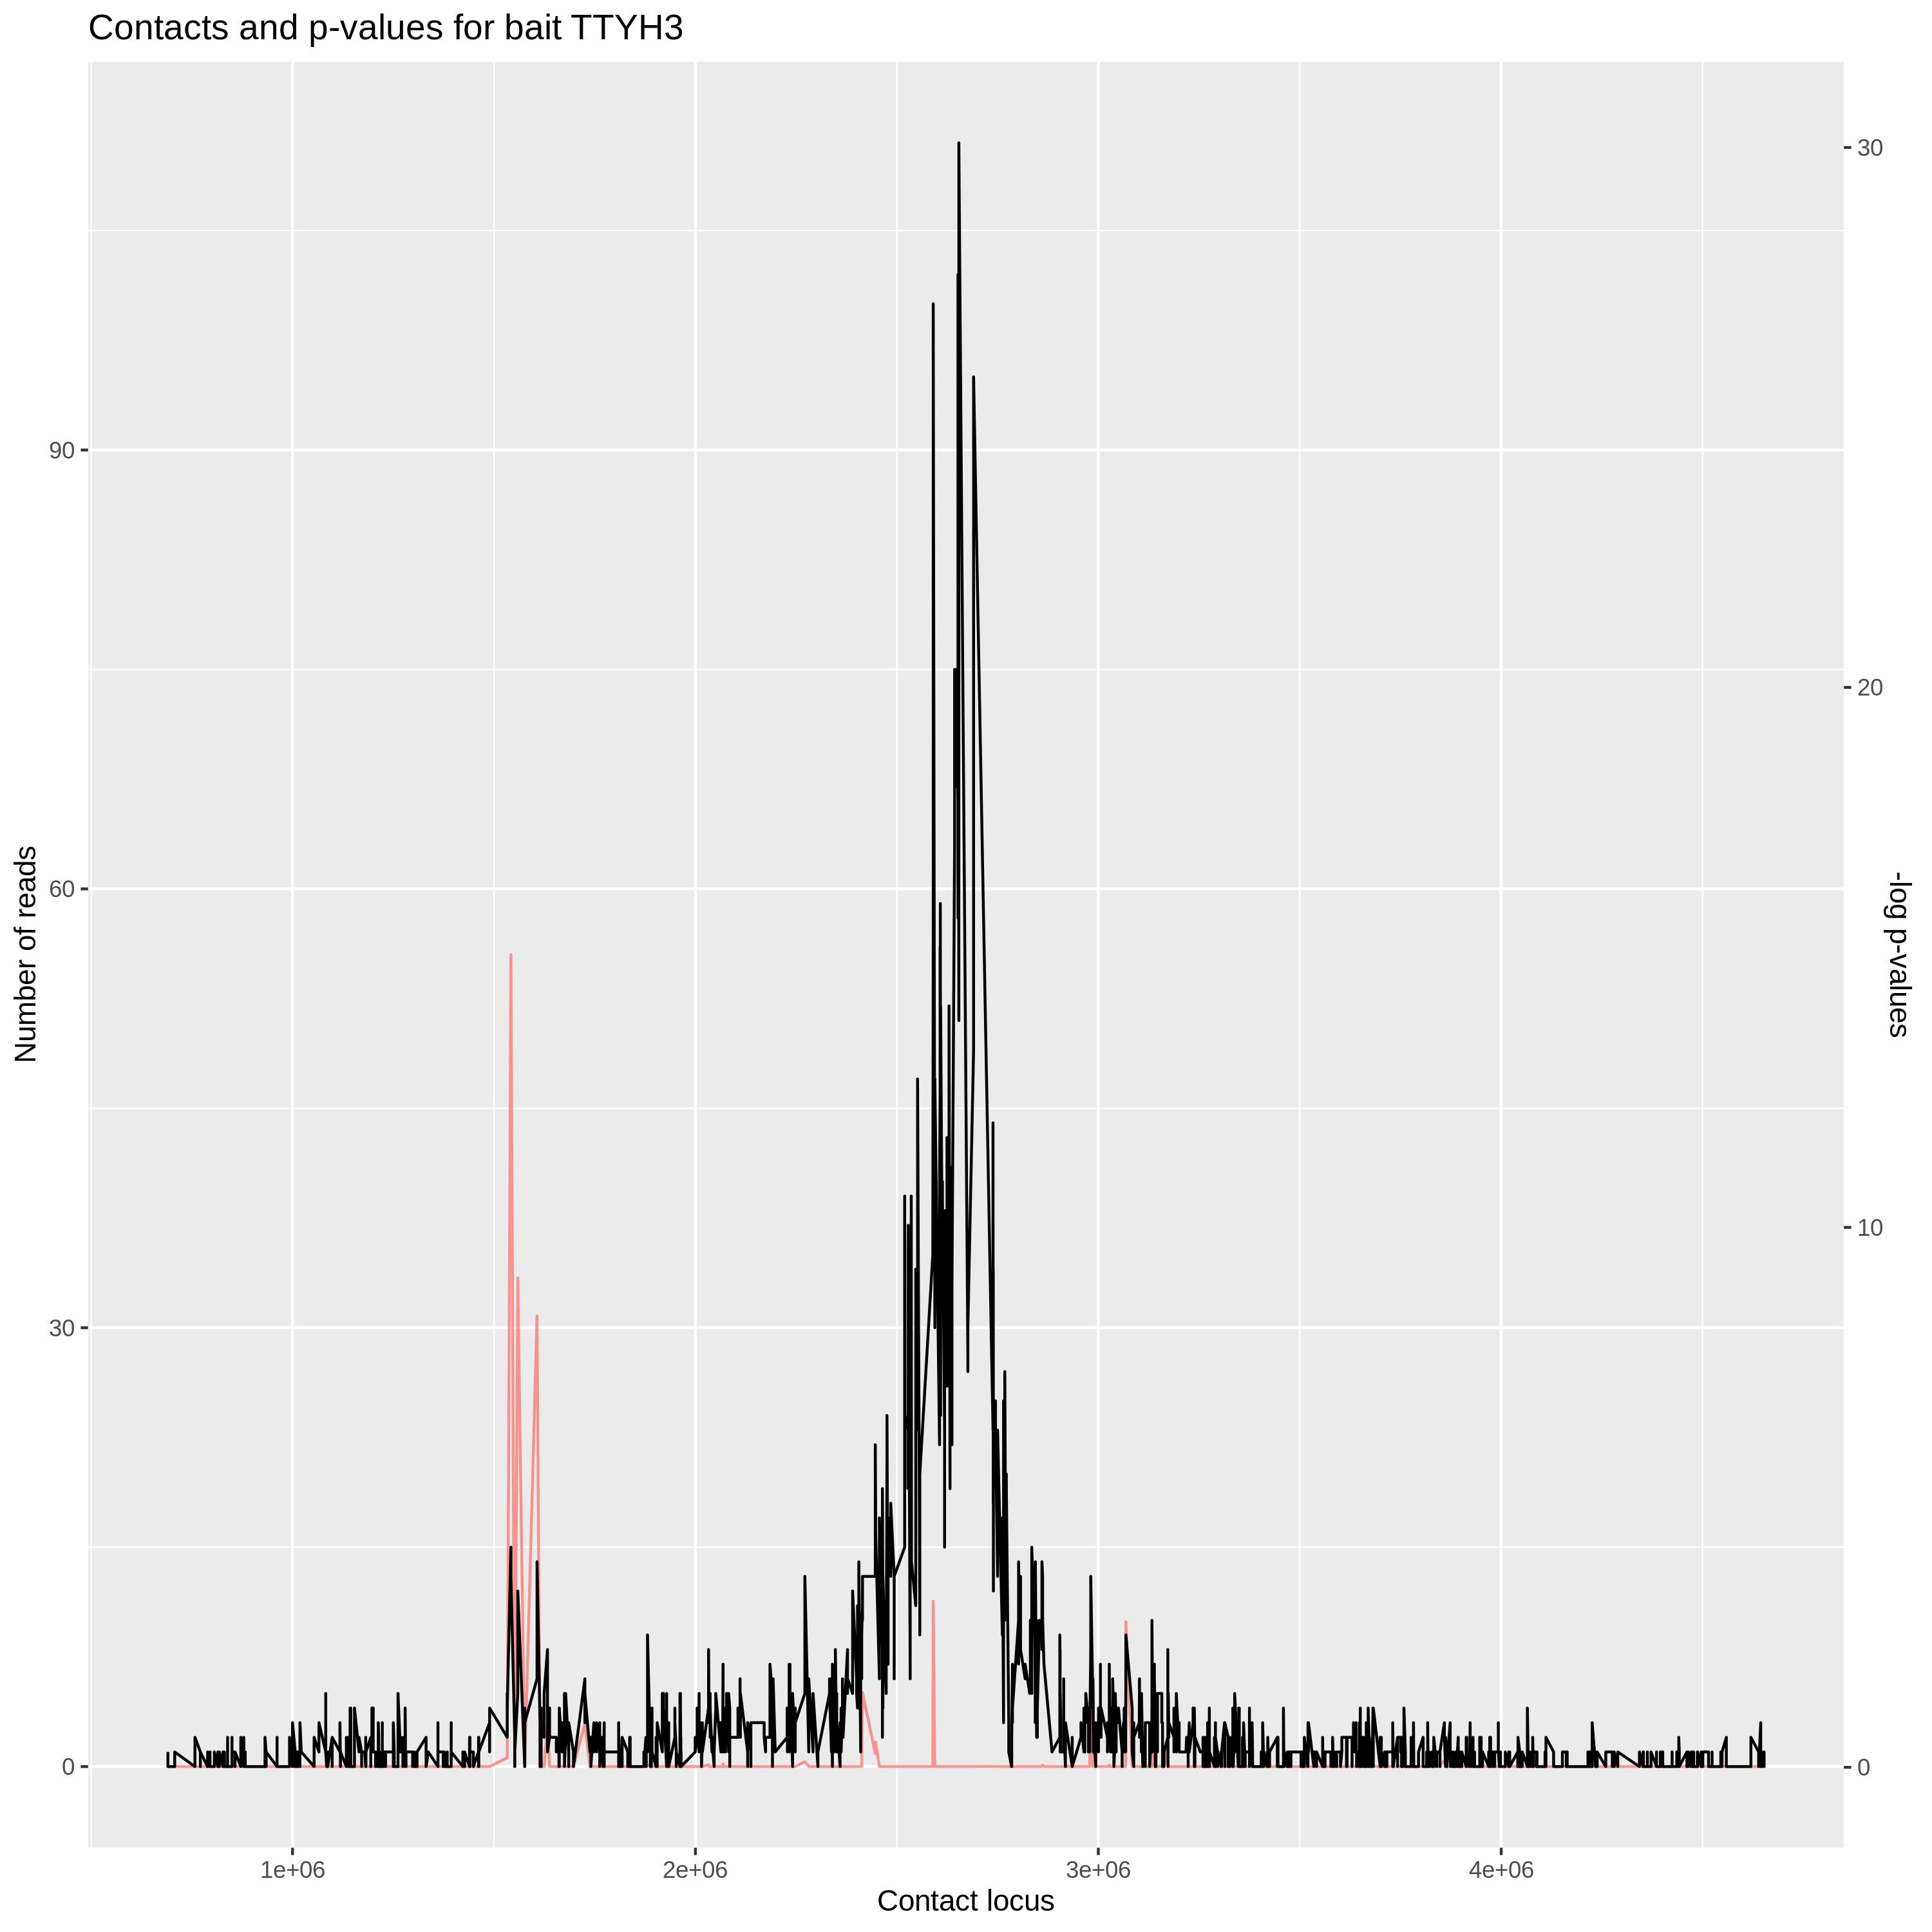 Contacts and p-values for bait TTYH3
90
60
30
0
30
20
10
0
Number of reads
-log p-values
1e+06
2e+06
3e+06
4e+06
Contact locus